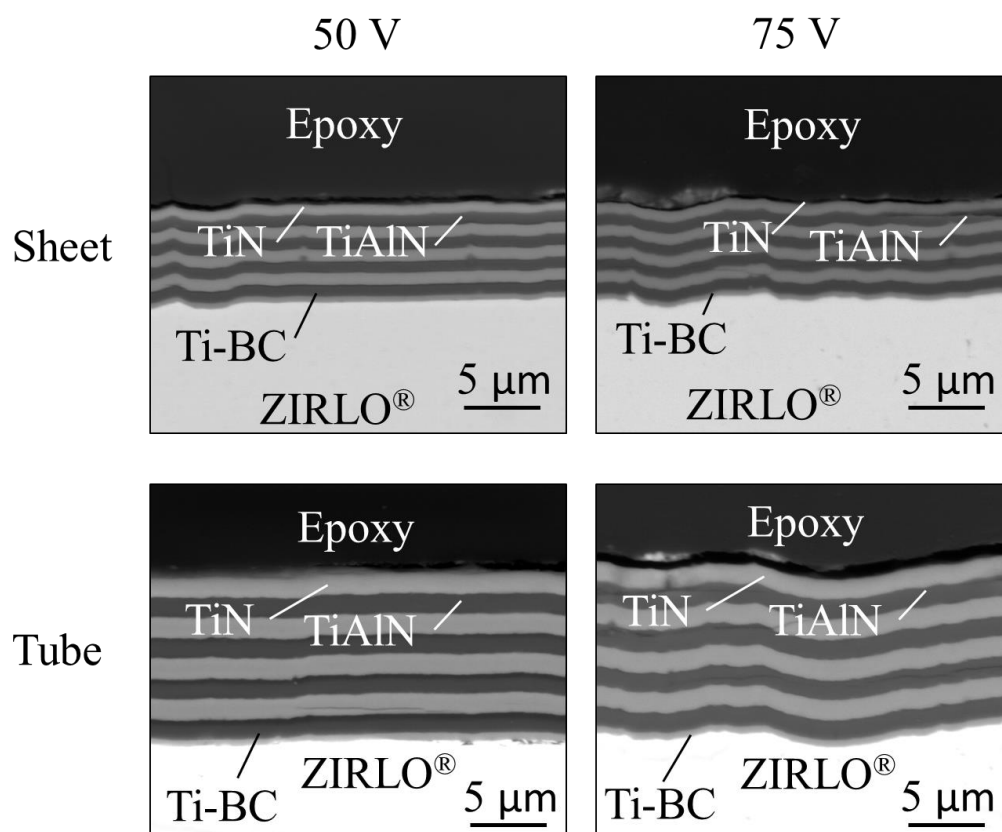 50 V
75 V
Sheet
Epoxy
TiN
TiAlN
Ti-BC
ZIRLO®
5 µm
Epoxy
TiN
TiAlN
Ti-BC
ZIRLO®
5 µm
Tube
Epoxy
TiN
TiAlN
Ti-BC
ZIRLO®
5 µm
Epoxy
TiN
TiAlN
Ti-BC
ZIRLO®
5 µm